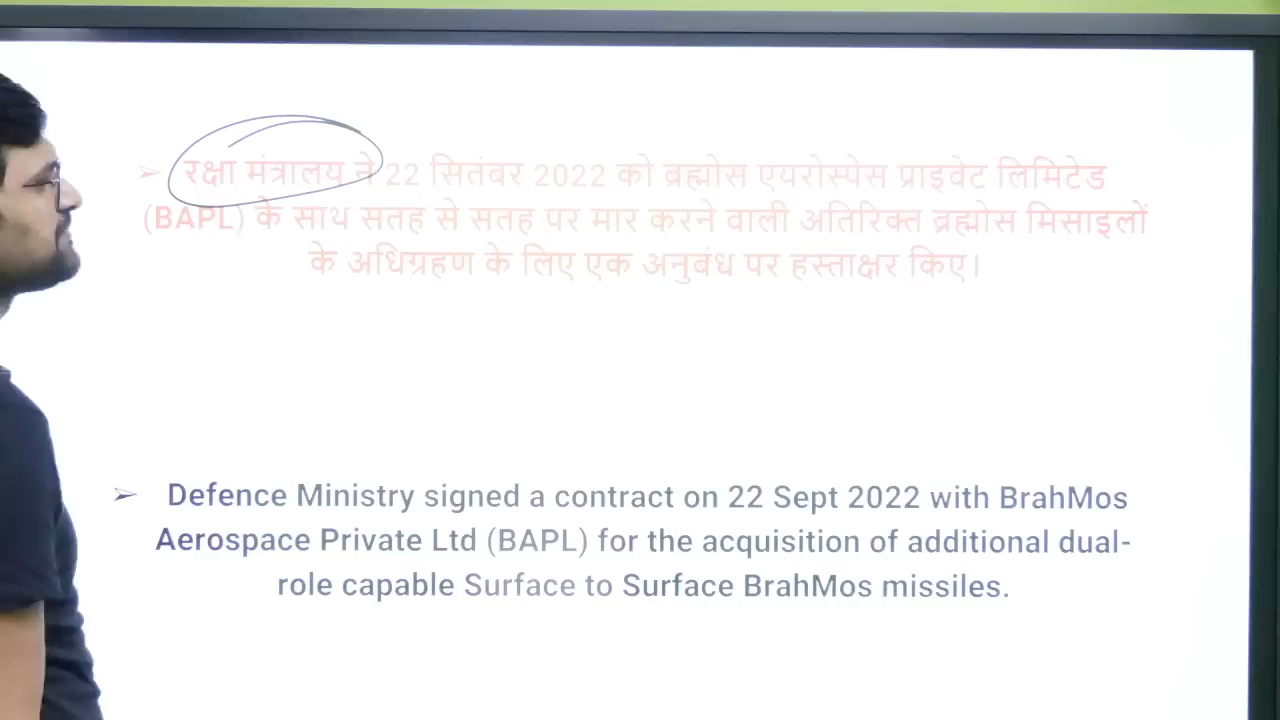 ➢ रक्षा मंत्रालय ने 22 सितंबर 2022 को ब्रह्मोस एयरोस्पेस प्राइवेट लिमिटेड
(BAPL) के साथ सतह से सतह पर मार करने वाली अतिरिक्त ब्रह्मोस मिसाइलों
के अधिग्रहण के लिए एक अनुबंध पर हस्ताक्षर किए।
➢ Defence Ministry signed a contract on 22 Sept 2022 with BrahMos
Aerospace Private Ltd (BAPL) for the acquisition of additional dual-
role capable Surface to Surface BrahMos missiles.